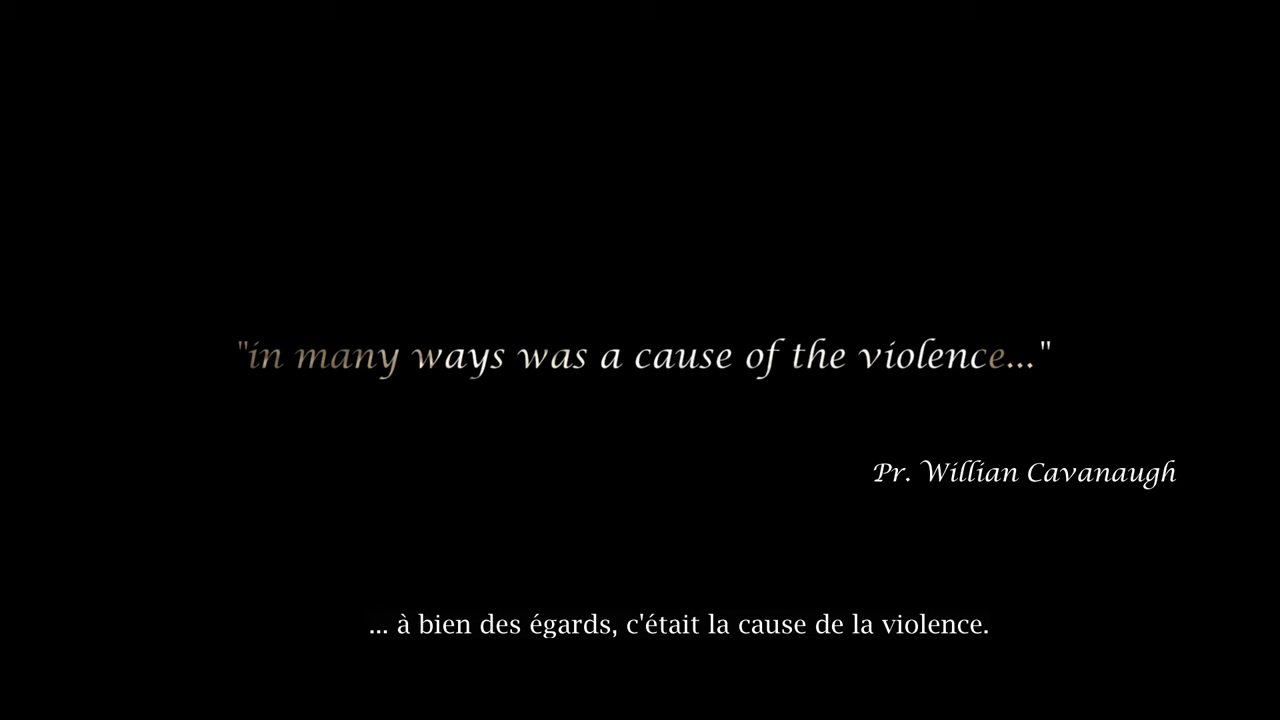 "in many ways was a cause of the violence..."
Pr. Willian Cavanaugh
... à bien des égards, c'était la cause de la violence.